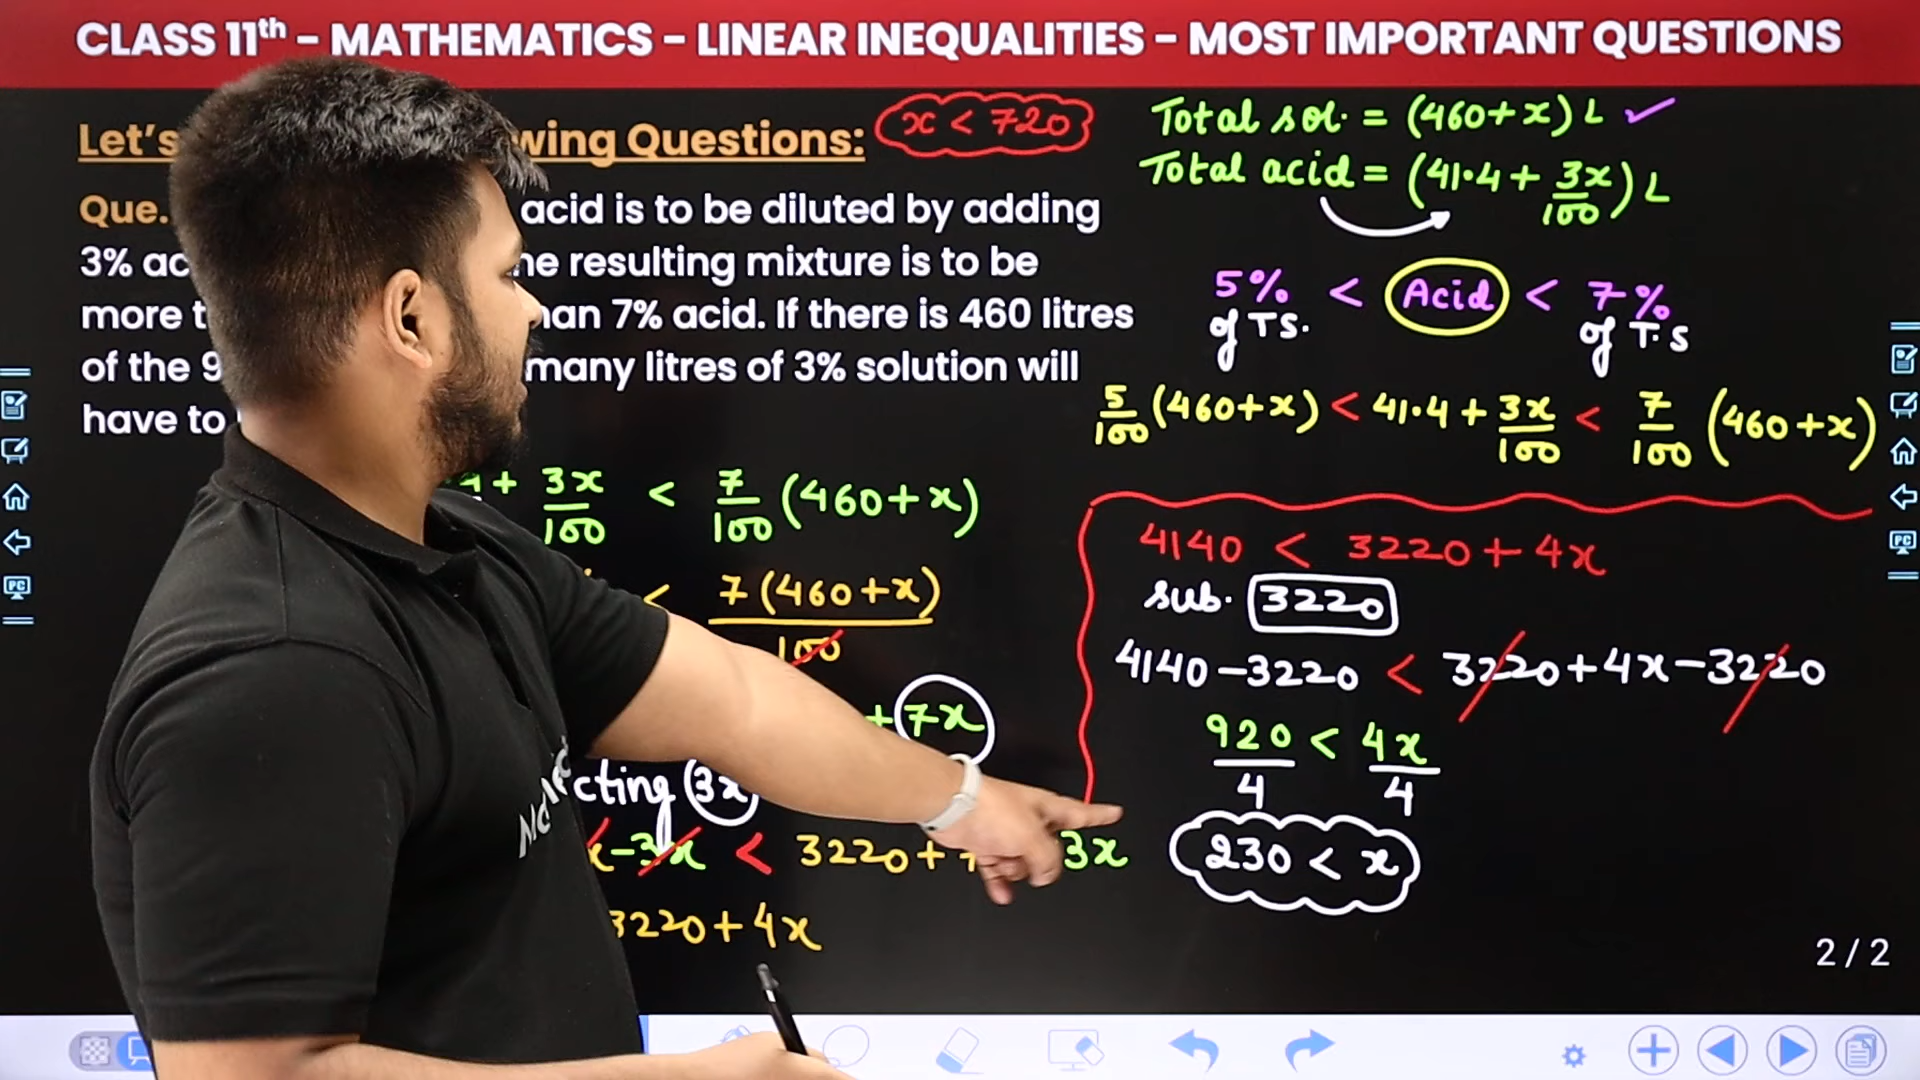 CLASS 11th - MATHEMATICS - LINEAR INEQUALITIES - MOST IMPORTANT QUESTIONS
Let's wing Questions:
x < 720
Que. acid is to be diluted by adding
3% ac he resulting mixture is to be
more t han 7% acid. If there is 460 litres
of the 9 many litres of 3% solution will
have to
+ 3x/100 < 7/100 (460+x)
< 7(460+x)/100
+ 7x
cting 3x
x - 3x < 3220 + 7 3x
3220 + 4x
Total sol. = (460+x) L ✓
Total acid = (41.4 + 3x/100) L
5% of T.S. < Acid < 7% of T.S
5/100 (460+x) < 41.4 + 3x/100 < 7/100 (460+x)
4140 < 3220 + 4x
sub. 3220
4140 - 3220 < 3220 + 4x - 3220
920/4 < 4x/4
230 < x
2 / 2
PC
PC